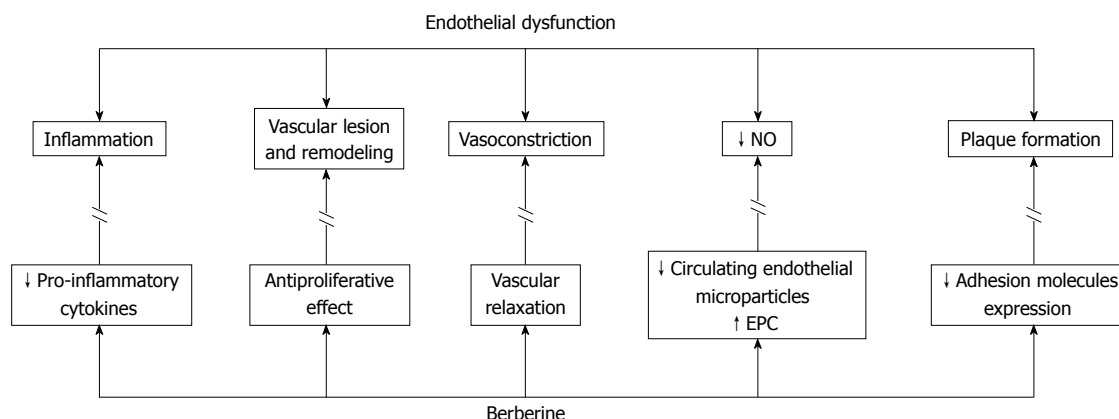 Endothelial dysfunction
Inflammation
Vascular lesion
and remodeling
Vasoconstriction
↓ NO
Plaque formation
↓ Pro-inflammatory
cytokines
Antiproliferative
effect
Vascular
relaxation
↓ Circulating endothelial
microparticles
↑ EPC
↓ Adhesion molecules
expression
Berberine